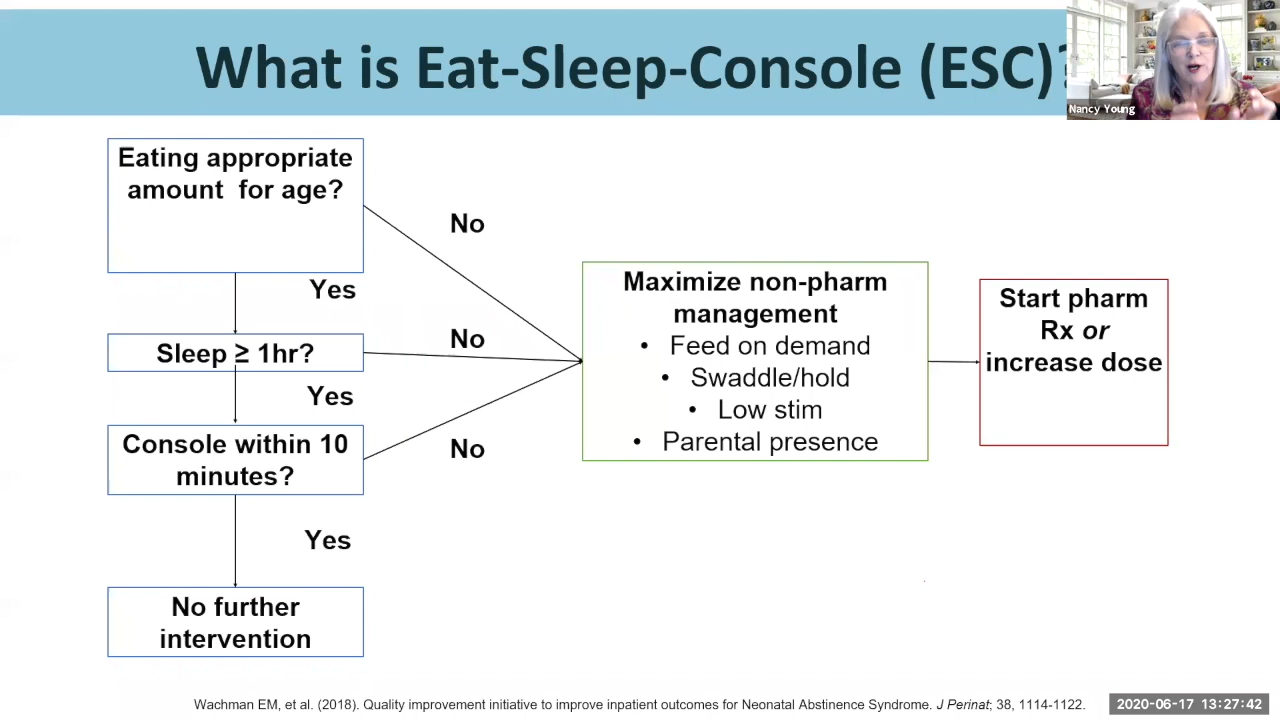 What is Eat-Sleep-Console (ESC)?
Nancy Young
Eating appropriate
amount for age?
No
Yes
Sleep ≥ 1hr?
No
Yes
Console within 10
minutes?
No
Yes
No further
intervention
Maximize non-pharm
management
• Feed on demand
• Swaddle/hold
• Low stim
• Parental presence
Start pharm
Rx or
increase dose
Wachman EM, et al. (2018). Quality improvement initiative to improve inpatient outcomes for Neonatal Abstinence Syndrome. J Perinat; 38, 1114-1122.
2020-06-17 13:27:42